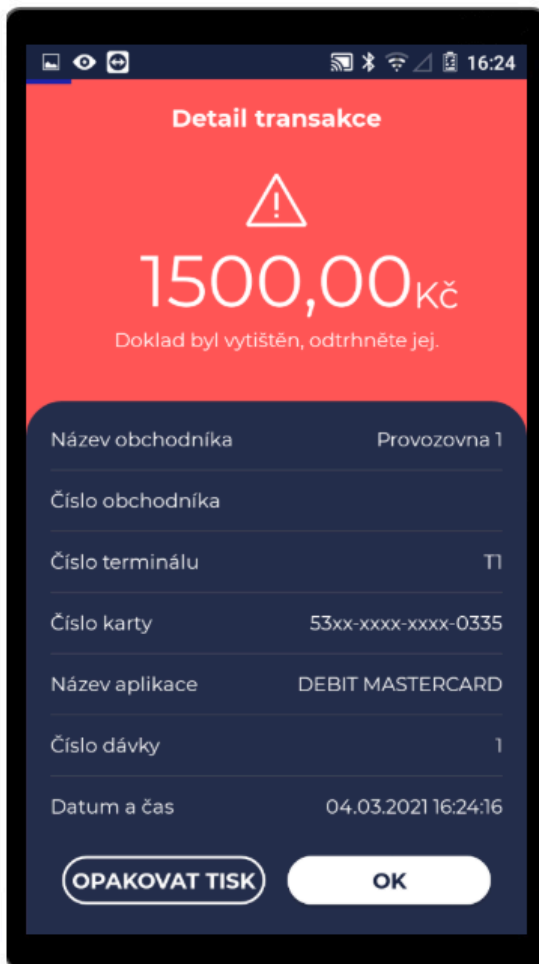 16:24
Detail transakce
1500,00Kč
Doklad byl vytištěn, odtrhněte jej.
Název obchodníka Provozovna 1
Číslo obchodníka
Číslo terminálu T1
Číslo karty 53xx-xxxx-xxxx-0335
Název aplikace DEBIT MASTERCARD
Číslo dávky 1
Datum a čas 04.03.2021 16:24:16
OPAKOVAT TISK OK